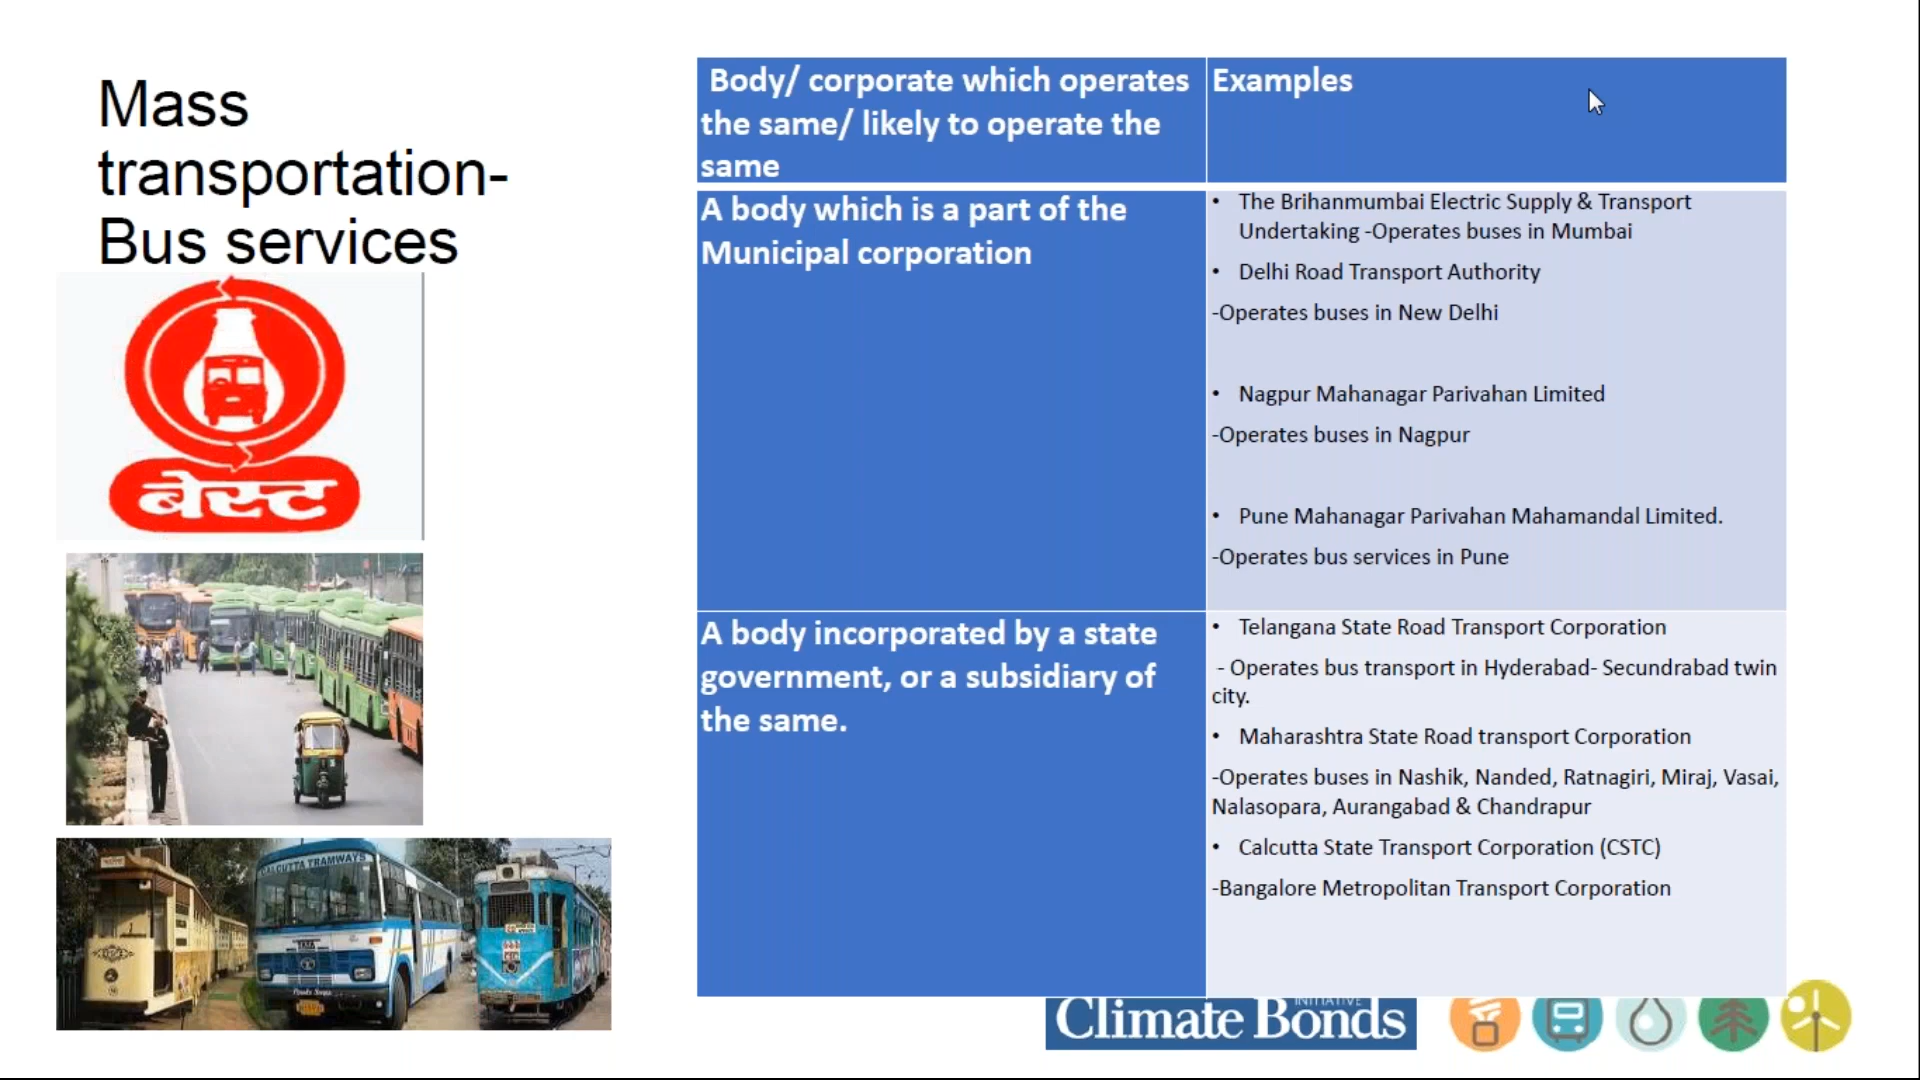 Mass
transportation-
Bus services
बेस्ट
CALCUTTA TRAMWAYS
TATA
Body/ corporate which operates
the same/ likely to operate the
same
Examples
A body which is a part of the
Municipal corporation
• The Brihanmumbai Electric Supply & Transport
Undertaking -Operates buses in Mumbai
• Delhi Road Transport Authority
-Operates buses in New Delhi
• Nagpur Mahanagar Parivahan Limited
-Operates buses in Nagpur
• Pune Mahanagar Parivahan Mahamandal Limited.
-Operates bus services in Pune
A body incorporated by a state
government, or a subsidiary of
the same.
• Telangana State Road Transport Corporation
- Operates bus transport in Hyderabad- Secundrabad twin
city.
• Maharashtra State Road transport Corporation
-Operates buses in Nashik, Nanded, Ratnagiri, Miraj, Vasai,
Nalasopara, Aurangabad & Chandrapur
• Calcutta State Transport Corporation (CSTC)
-Bangalore Metropolitan Transport Corporation
INITIATIVE
Climate Bonds